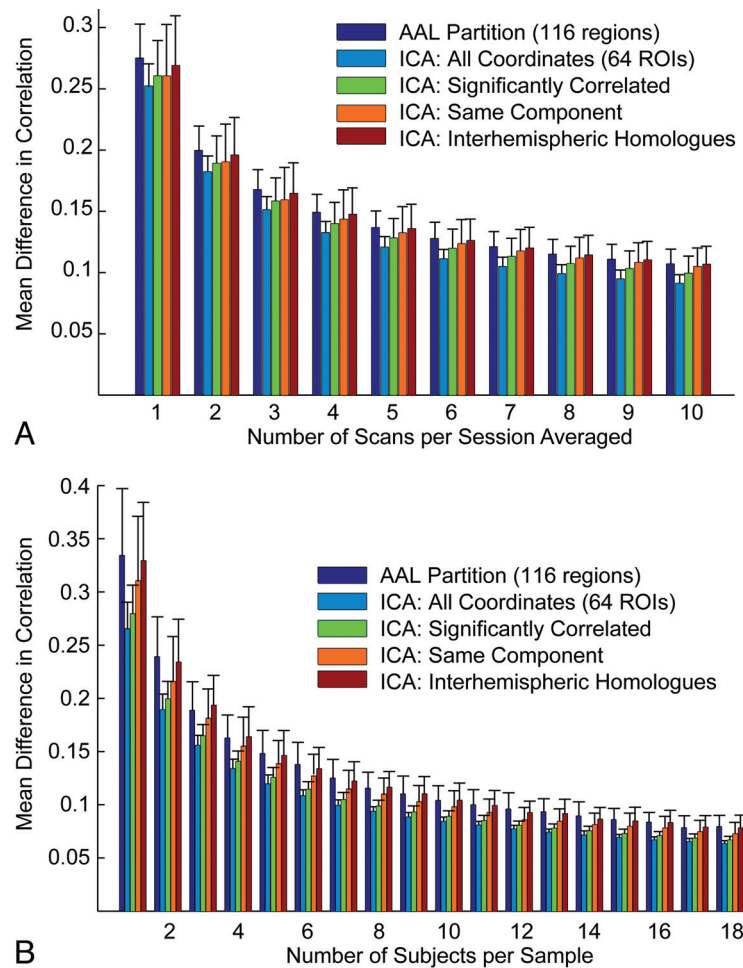 0.3
0.25
0.2
0.15
0.1
0.05
Mean Difference in Correlation
AAL Partition (116 regions)
ICA: All Coordinates (64 ROIs)
ICA: Significantly Correlated
ICA: Same Component
ICA: Interhemispheric Homologues
1 2 3 4 5 6 7 8 9 10
Number of Scans per Session Averaged
A
0.4
0.35
0.3
0.25
0.2
0.15
0.1
0.05
Mean Difference in Correlation
AAL Partition (116 regions)
ICA: All Coordinates (64 ROIs)
ICA: Significantly Correlated
ICA: Same Component
ICA: Interhemispheric Homologues
2 4 6 8 10 12 14 16 18
Number of Subjects per Sample
B